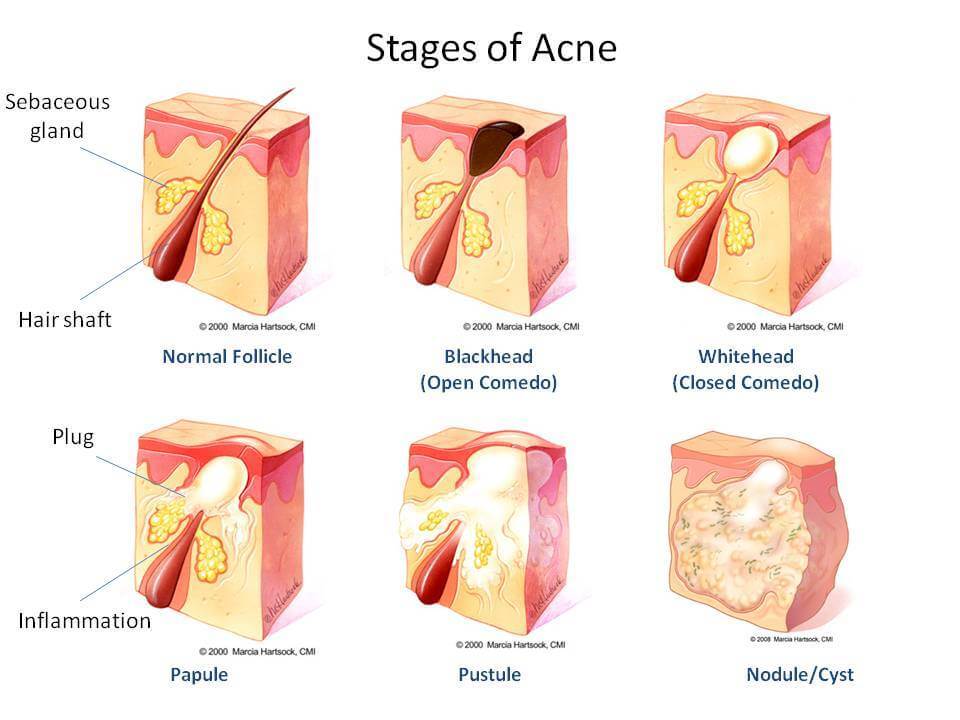 Stages of Acne
Sebaceous
gland
Hair shaft
© 2000 Marcia Hartsock, CMI
© 2000 Marcia Hartsock, CMI
© 2000 Marcia Hartsock, CMI
Normal Follicle
Blackhead
(Open Comedo)
Whitehead
(Closed Comedo)
Plug
Inflammation
© 2000 Marcia Hartsock, CMI
© 2000 Marcia Hartsock, CMI
© 2008 Marcia Hartsock, CMI
Papule
Pustule
Nodule/Cyst